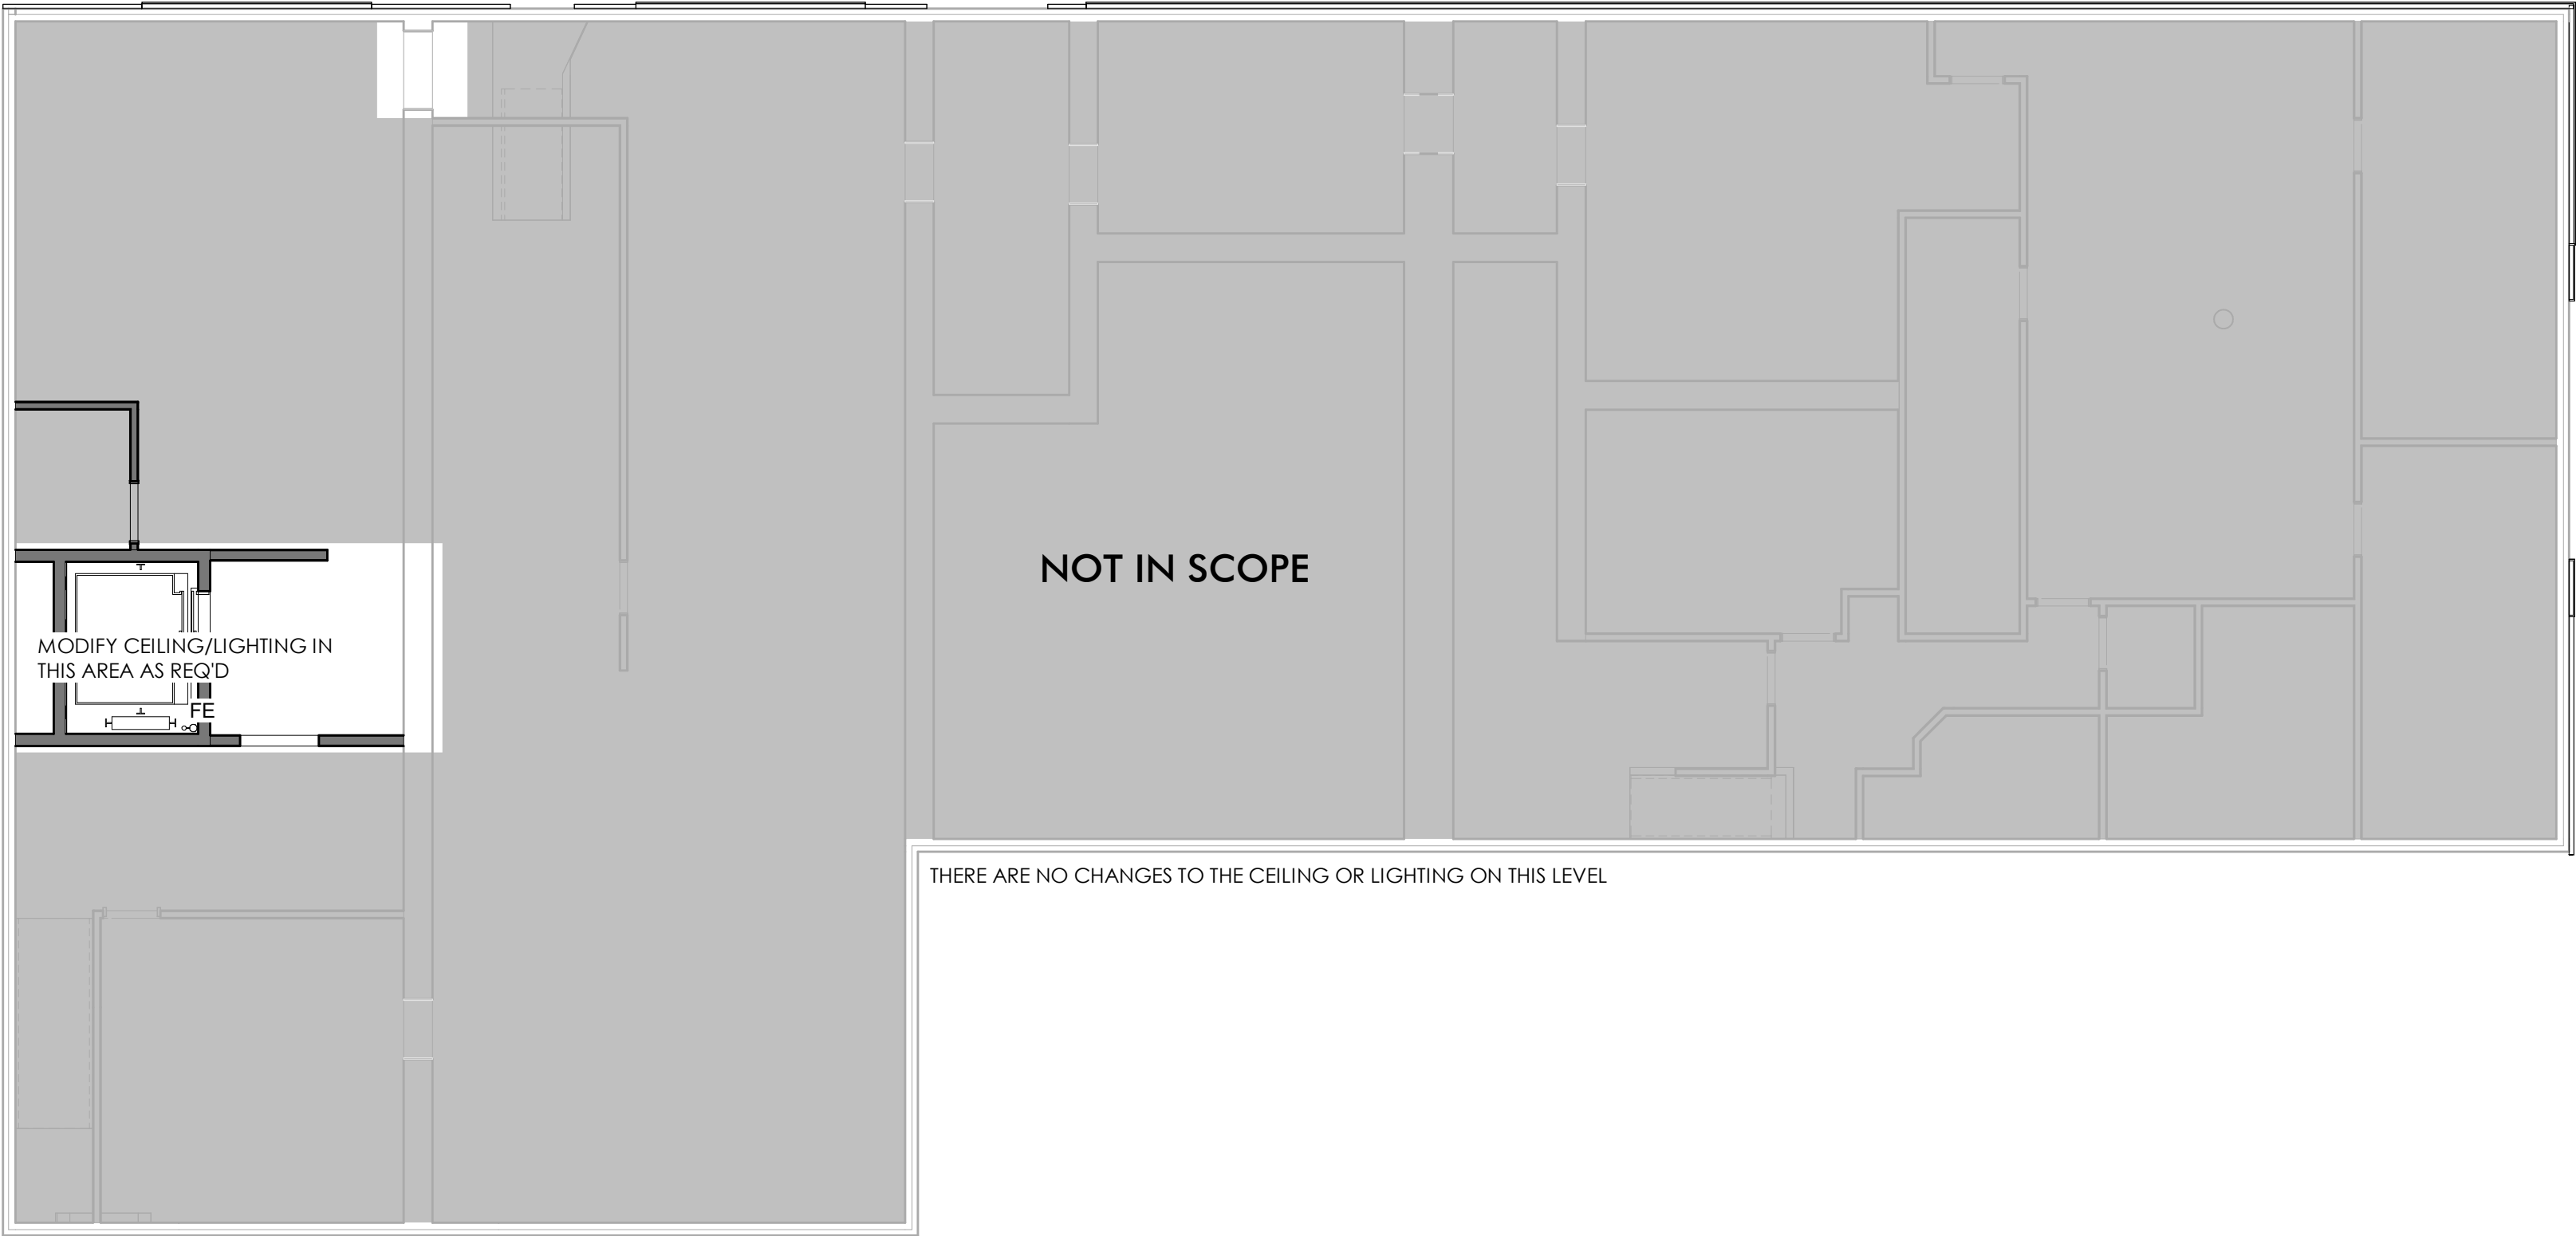 NOT IN SCOPE
MODIFY CEILING/LIGHTING IN
THIS AREA AS REQ'D
FE
THERE ARE NO CHANGES TO THE CEILING OR LIGHTING ON THIS LEVEL